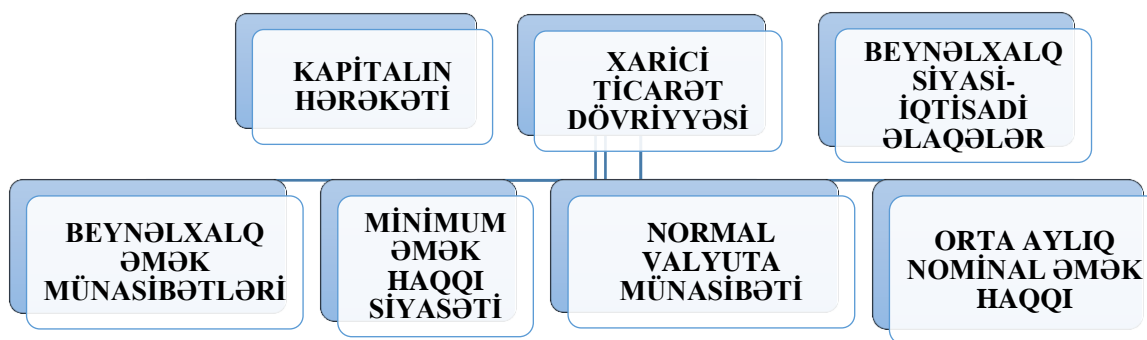 KAPİTALIN
HƏRƏKƏTİ
XARİCİ
TİCARƏT
DÖVRİYYƏSİ
BEYNƏLXALQ
SİYASİ-
İQTİSADİ
ƏLAQƏLƏR
BEYNƏLXALQ
ƏMƏK
MÜNASİBƏTLƏRİ
MİNİMUM
ƏMƏK
HAQQI
SİYASƏTİ
NORMAL
VALYUTA
MÜNASİBƏTİ
ORTA AYLIQ
NOMİNAL ƏMƏK
HAQQI